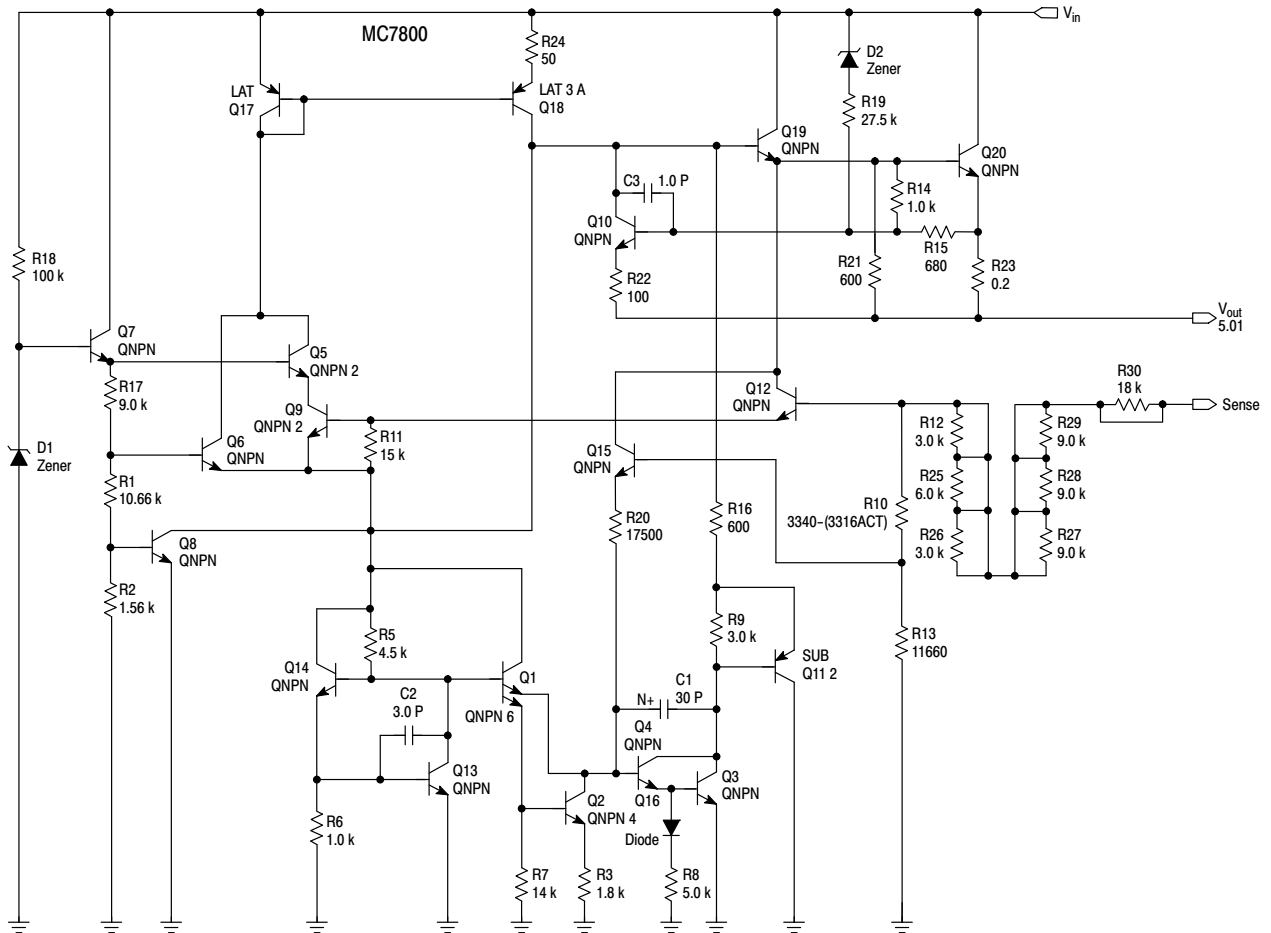 MC7800
Vin
R24
50
D2
Zener
LAT
Q17
LAT 3 A
Q18
R19
27.5 k
Q19
QNPN
Q20
QNPN
C3
1.0 P
R14
1.0 k
Q10
QNPN
R15
680
R18
100 k
R21
600
R23
0.2
R22
100
Vout
5.01
Q7
QNPN
Q5
QNPN 2
R17
9.0 k
R30
18 k
Q12
QNPN
Sense
Q9
QNPN 2
R12
3.0 k
R29
9.0 k
R11
15 k
Q6
QNPN
D1
Zener
Q15
QNPN
R1
10.66 k
R25
6.0 k
R28
9.0 k
R10
3340-(3316ACT)
R16
600
R20
17500
R26
3.0 k
R27
9.0 k
Q8
QNPN
R2
1.56 k
R9
3.0 k
R13
11660
R5
4.5 k
SUB
Q11 2
Q14
QNPN
Q1
QNPN 6
C2
3.0 P
C1
30 P
N+
Q4
QNPN
Q13
QNPN
Q3
QNPN
Q16
Q2
QNPN 4
R6
1.0 k
Diode
R7
14 k
R3
1.8 k
R8
5.0 k